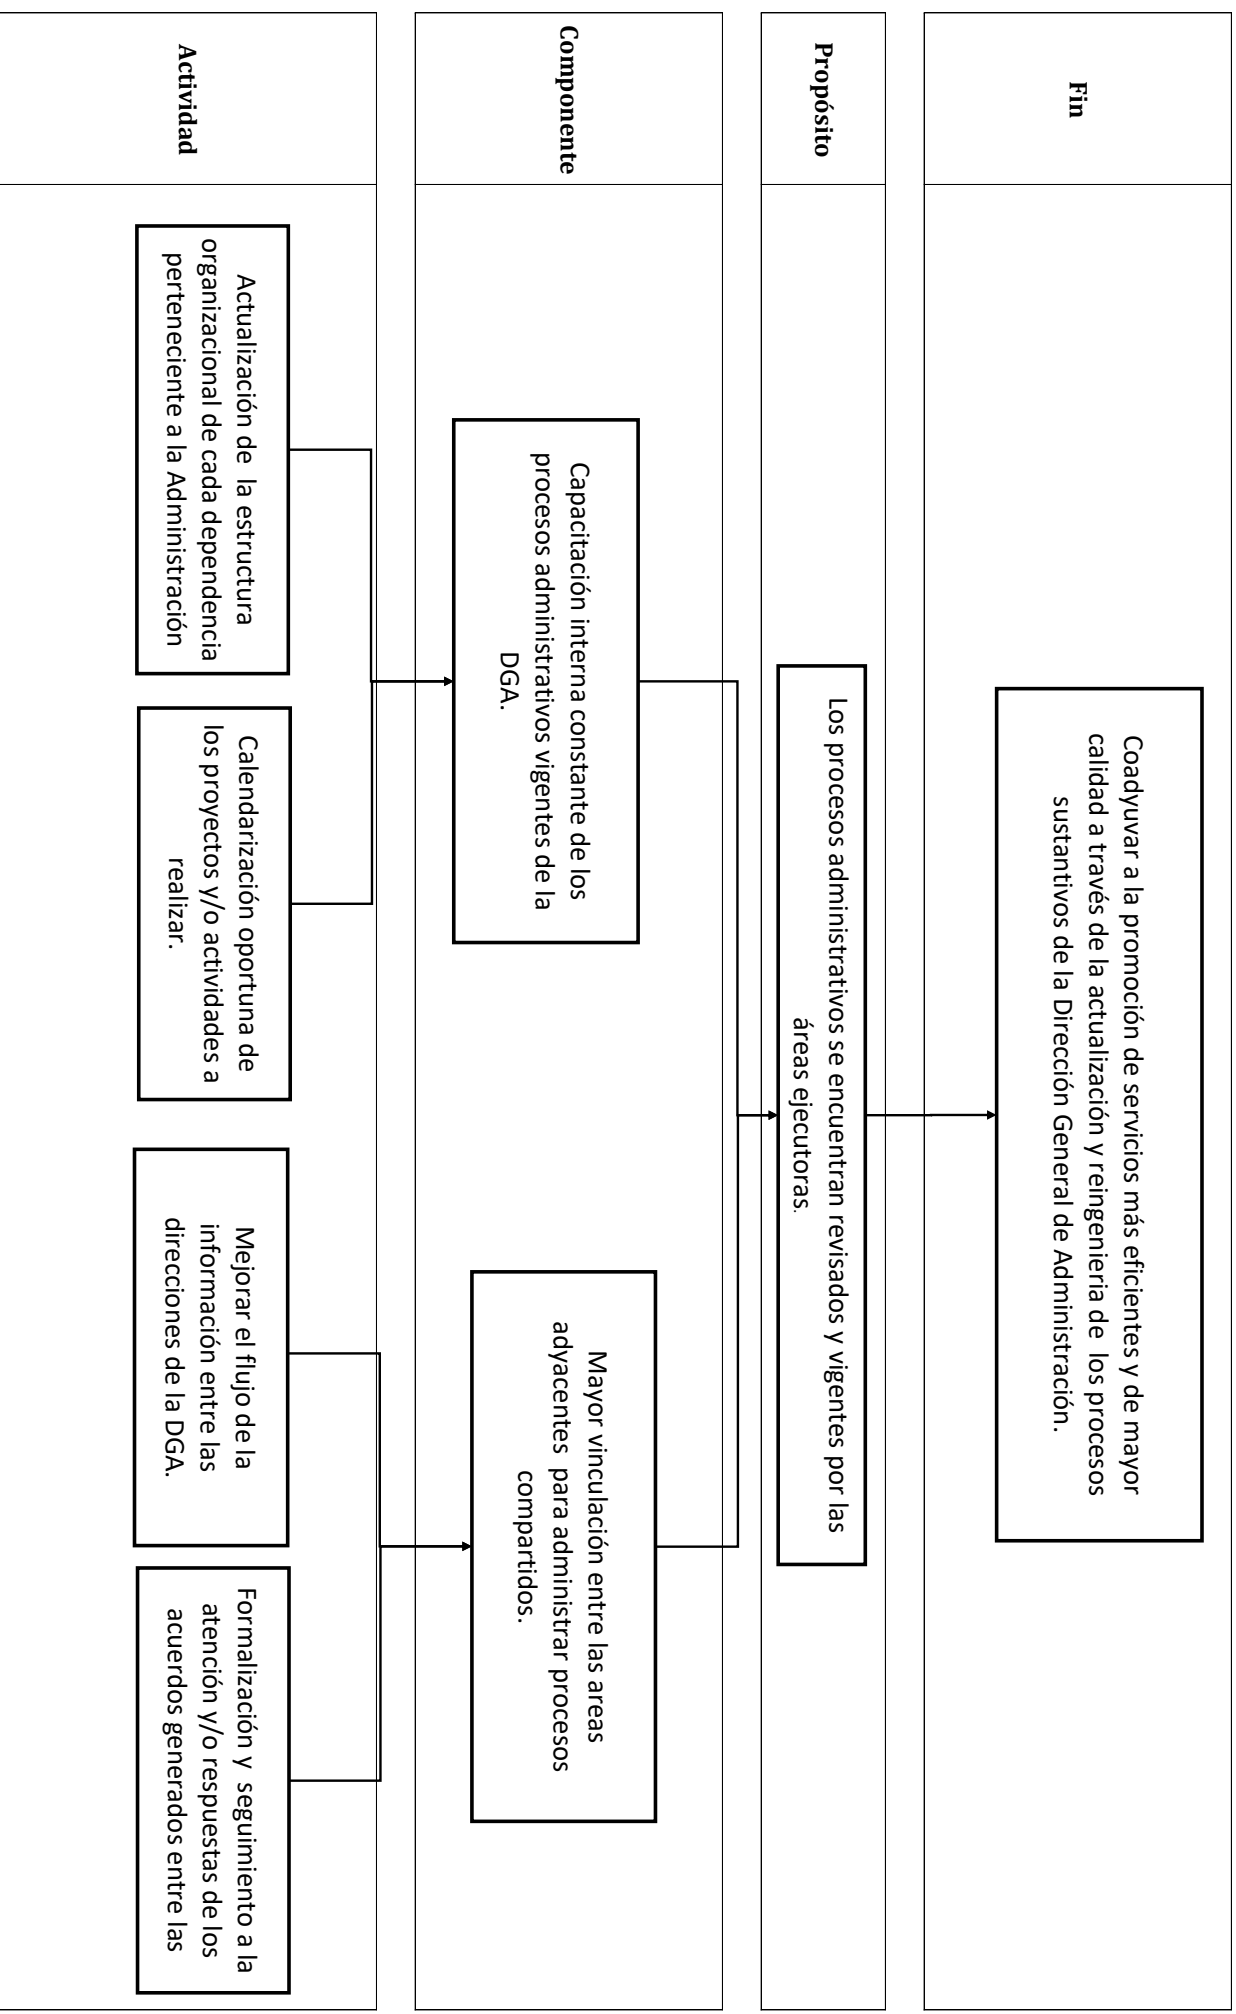 Fin
Coadyuvar a la promoción de servicios más eficientes y de mayor
calidad a través de la actualización y reingenieria de los procesos
sustantivos de la Dirección General de Administración.
Propósito
Los procesos administrativos se encuentran revisados y vigentes por las
áreas ejecutoras.
Componente
Capacitación interna constante de los
procesos administrativos vigentes de la
DGA.
Mayor vinculación entre las areas
adyacentes para administrar procesos
compartidos.
Actividad
Actualización de la estructura
organizacional de cada dependencia
perteneciente a la Administración
Calendarización oportuna de
los proyectos y/o actividades a
realizar.
Mejorar el flujo de la
información entre las
direcciones de la DGA.
Formalización y seguimiento a la
atención y/o respuestas de los
acuerdos generados entre las